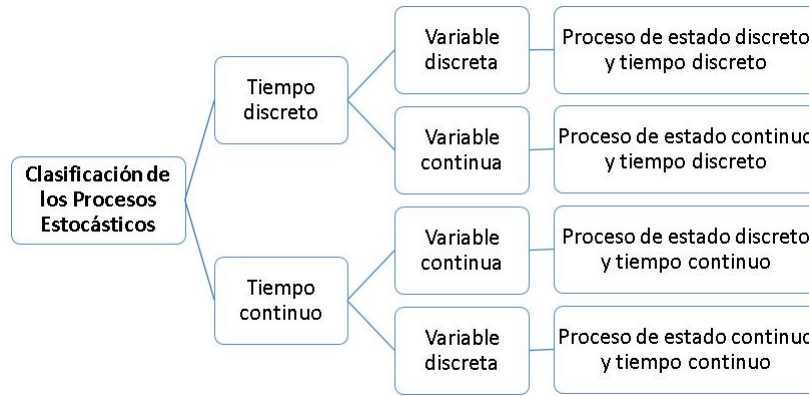 Clasificación de
los Procesos
Estocásticos
Tiempo
discreto
Variable
discreta
Proceso de estado discreto
y tiempo discreto
Variable
continua
Proceso de estado continuo
y tiempo discreto
Tiempo
continuo
Variable
continua
Proceso de estado discreto
y tiempo continuo
Variable
discreta
Proceso de estado continuo
y tiempo continuo